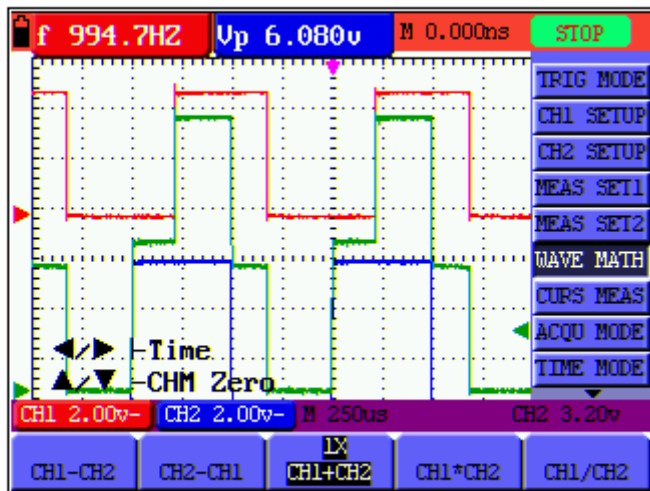 f 994.7HZ Vp 6.080v M 0.000ns STOP
TRIG MODE
CH1 SETUP
CH2 SETUP
MEAS SET1
MEAS SET2
WAVE MATH
CURS MEAS
ACQU MODE
TIME MODE
◀/▶ -Time
▲/▼ -CHM Zero
CH1 2.00v- CH2 2.00v- M 250us CH2 3.20v
1X
CH1-CH2 CH2-CH1 CH1+CH2 CH1*CH2 CH1/CH2